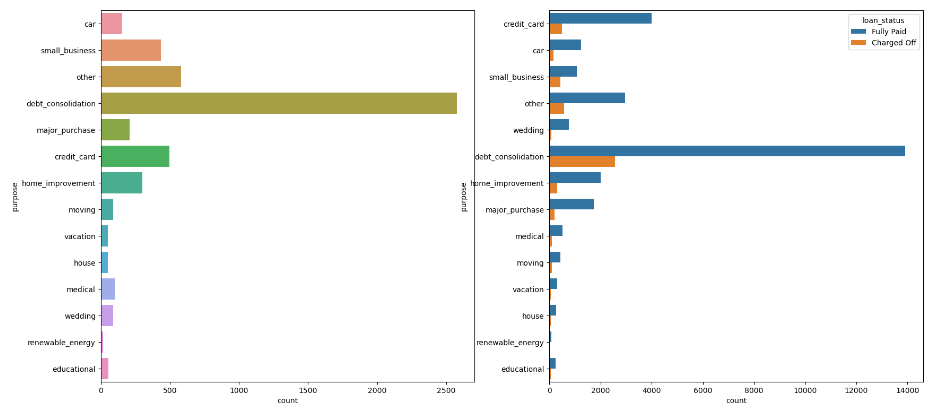 car
small_business
other
debt_consolidation
major_purchase
credit_card
home_improvement
moving
vacation
house
medical
wedding
renewable_energy
educational
purpose
0 500 1000 1500 2000 2500
count
credit_card
car
small_business
other
wedding
debt_consolidation
home_improvement
major_purchase
medical
moving
vacation
house
renewable_energy
educational
purpose
0 2000 4000 6000 8000 10000 12000 14000
count
loan_status
Fully Paid
Charged Off